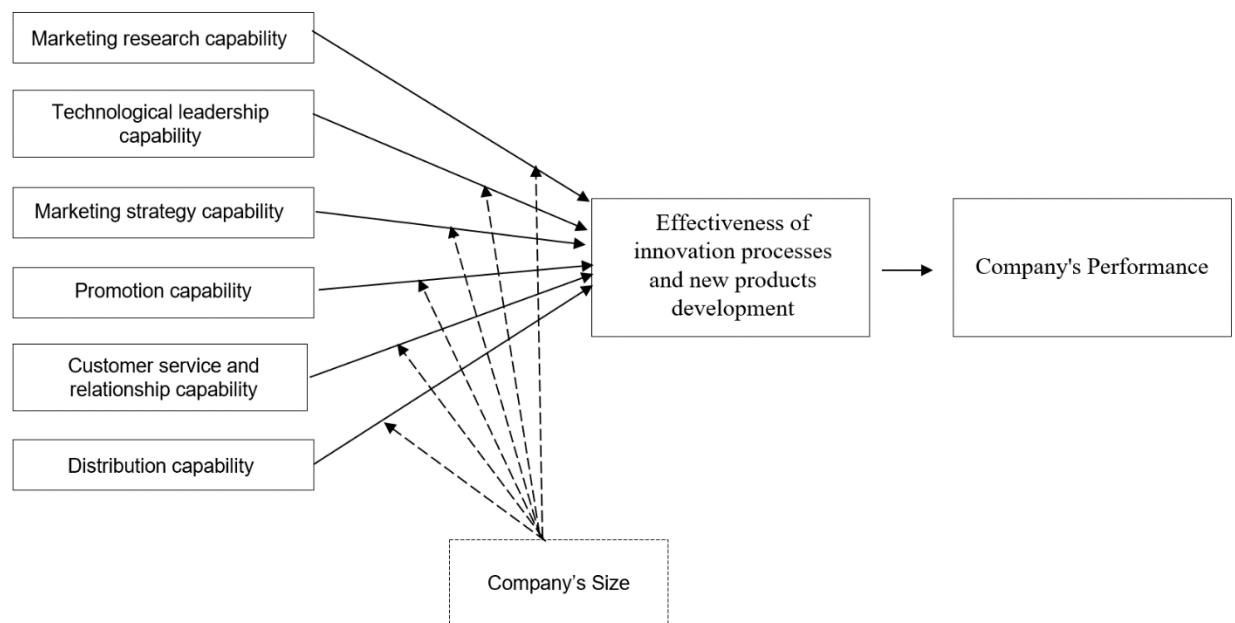 Marketing research capability
Technological leadership
capability
Marketing strategy capability
Promotion capability
Customer service and
relationship capability
Distribution capability
Effectiveness of
innovation processes
and new products
development
Company's Performance
Company’s Size